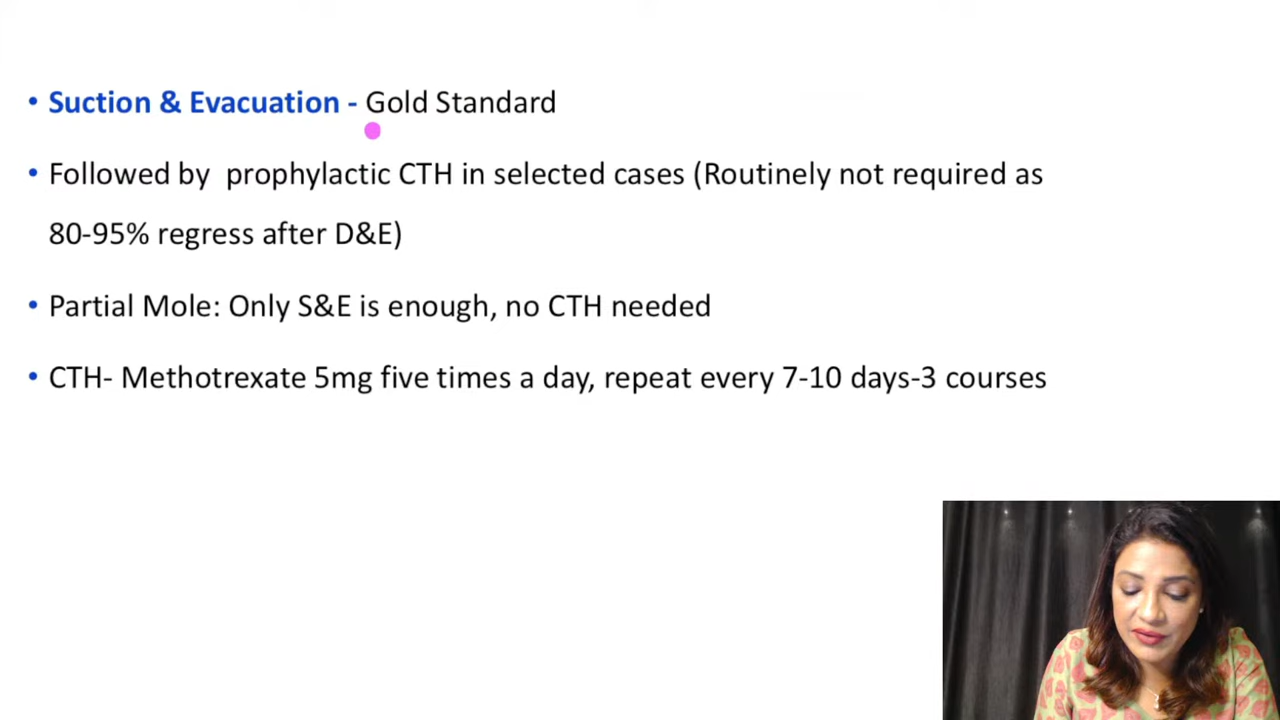 • Suction & Evacuation - Gold Standard
• Followed by prophylactic CTH in selected cases (Routinely not required as
80-95% regress after D&E)
• Partial Mole: Only S&E is enough, no CTH needed
• CTH- Methotrexate 5mg five times a day, repeat every 7-10 days-3 courses